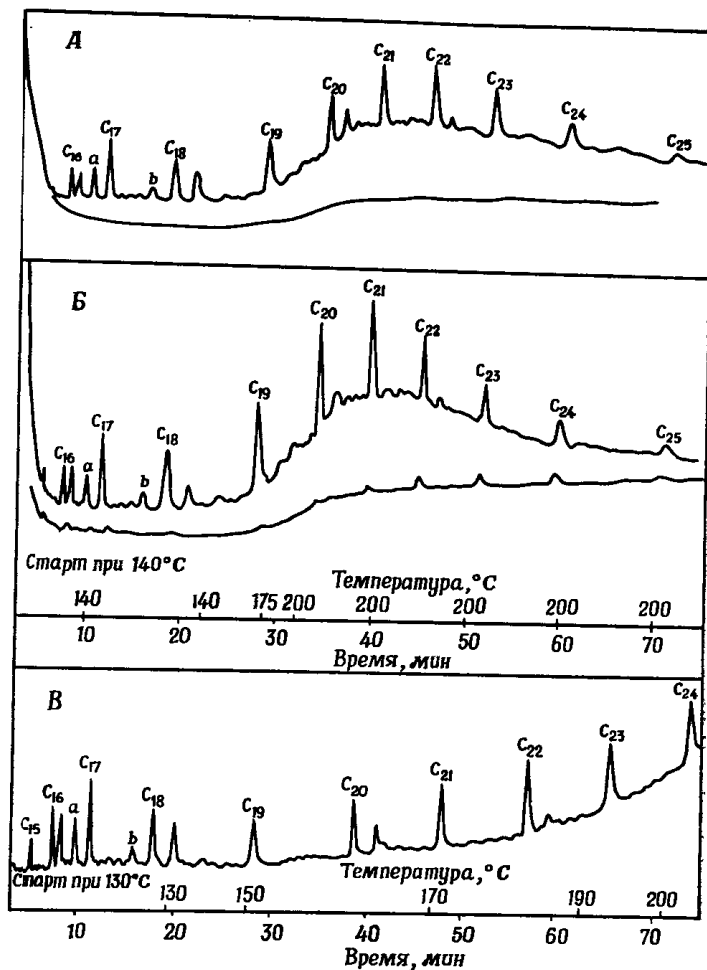 А
C₁₆ a C₁₇ b C₁₈ C₁₉ C₂₀ C₂₁ C₂₂ C₂₃ C₂₄ C₂₅
Б
C₁₆ a C₁₇ b C₁₈ C₁₉ C₂₀ C₂₁ C₂₂ C₂₃ C₂₄ C₂₅
Старт при 140°C
Температура,°C
140 140 175 200 200 200 200 200
10 20 30 40 50 60 70
Время, мин
В
C₁₅ C₁₆ a C₁₇ b C₁₈ C₁₉ C₂₀ C₂₁ C₂₂ C₂₃ C₂₄
Старт при 130°C
Температура,°C
130 150 170 190 200
10 20 30 40 50 60 70
Время, мин